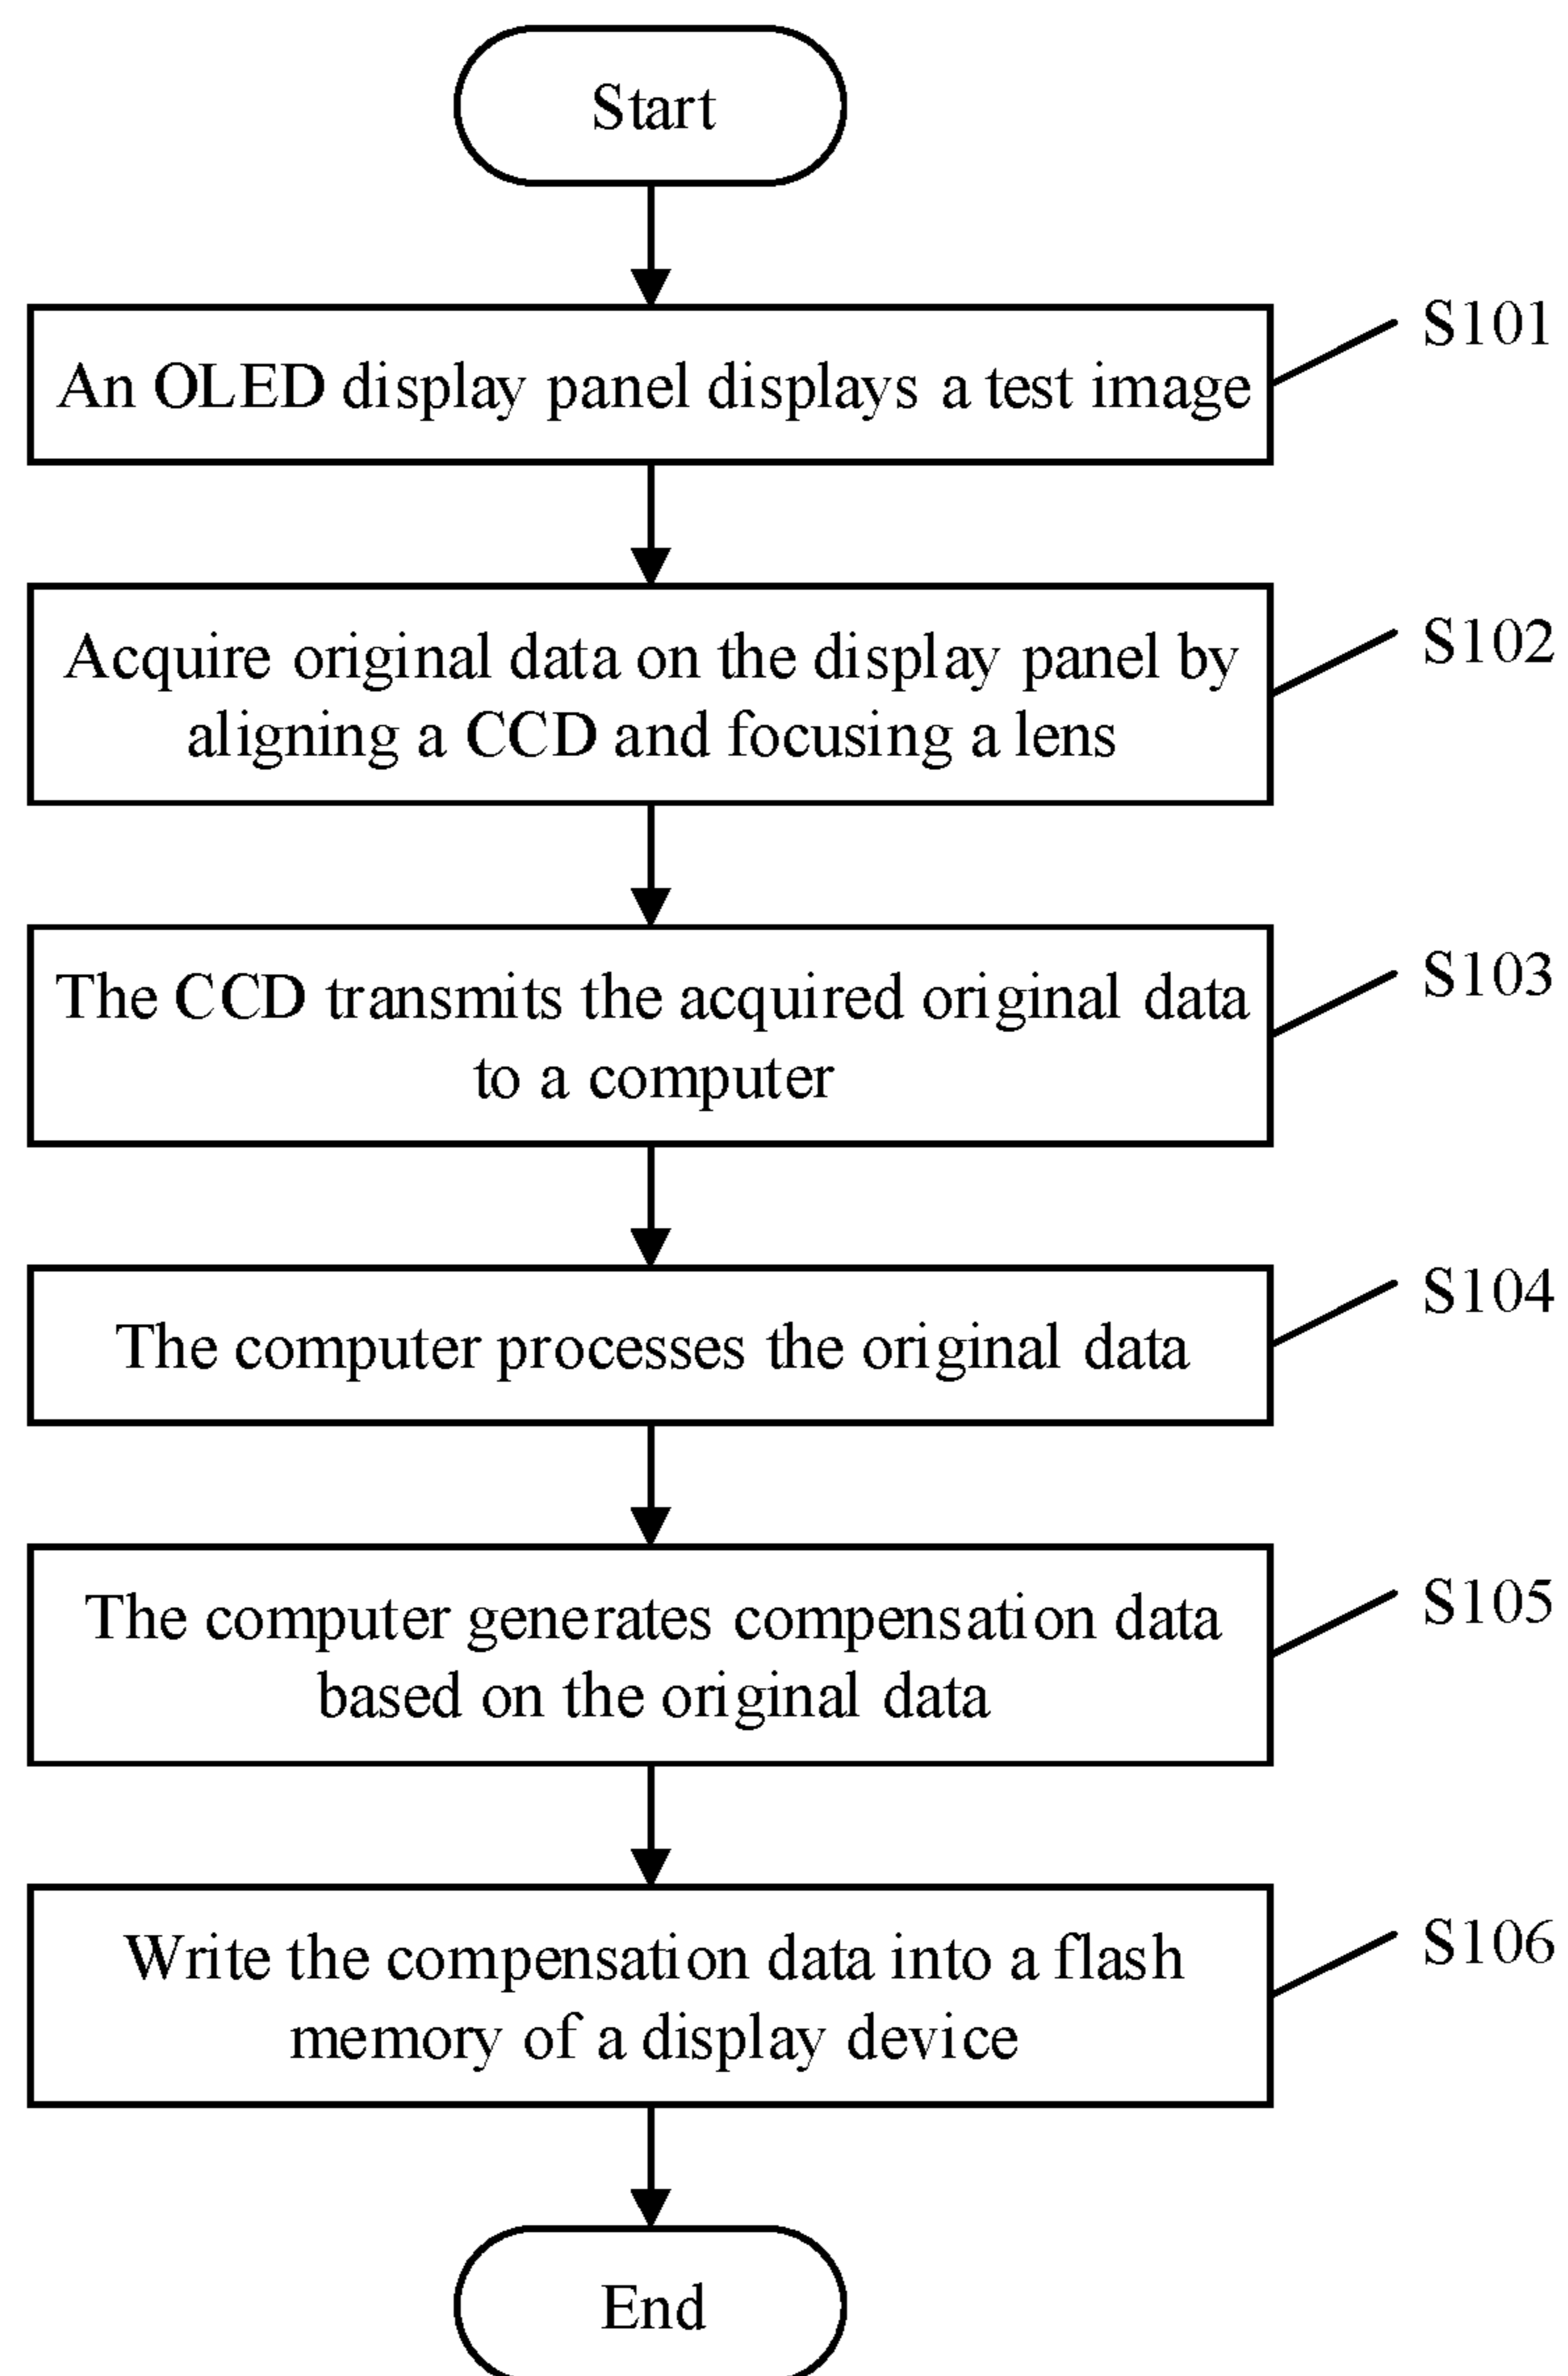 Start
An OLED display panel displays a test image
S101
Acquire original data on the display panel by
aligning a CCD and focusing a lens
S102
The CCD transmits the acquired original data
to a computer
S103
The computer processes the original data
S104
The computer generates compensation data
based on the original data
S105
Write the compensation data into a flash
memory of a display device
S106
End